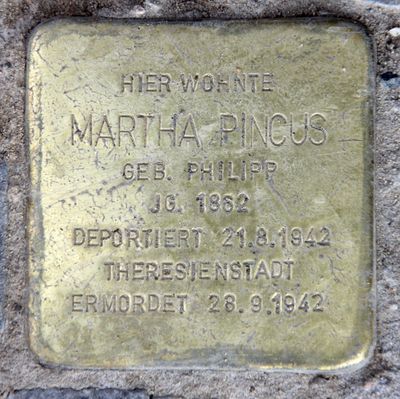 HIER WOHNTE
MARTHA PINCUS
GEB. PHILIPP
JG. 1862
DEPORTIERT 21.8.1942
THERESIENSTADT
ERMORDET 28.9.1942